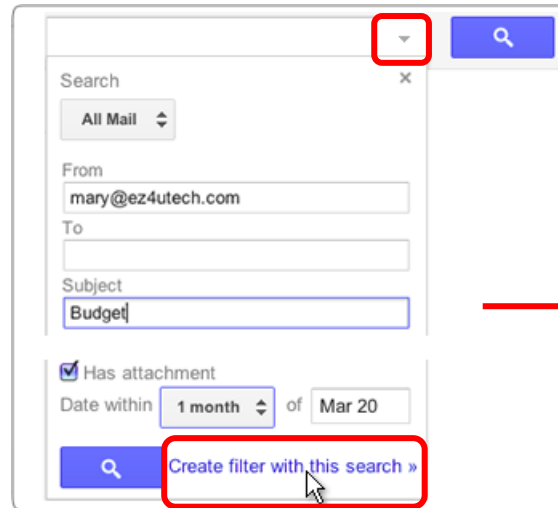 Search
All Mail
From
mary@ez4utech.com
To
Subject
Budget
Has attachment
Date within 1 month of Mar 20
Create filter with this search »